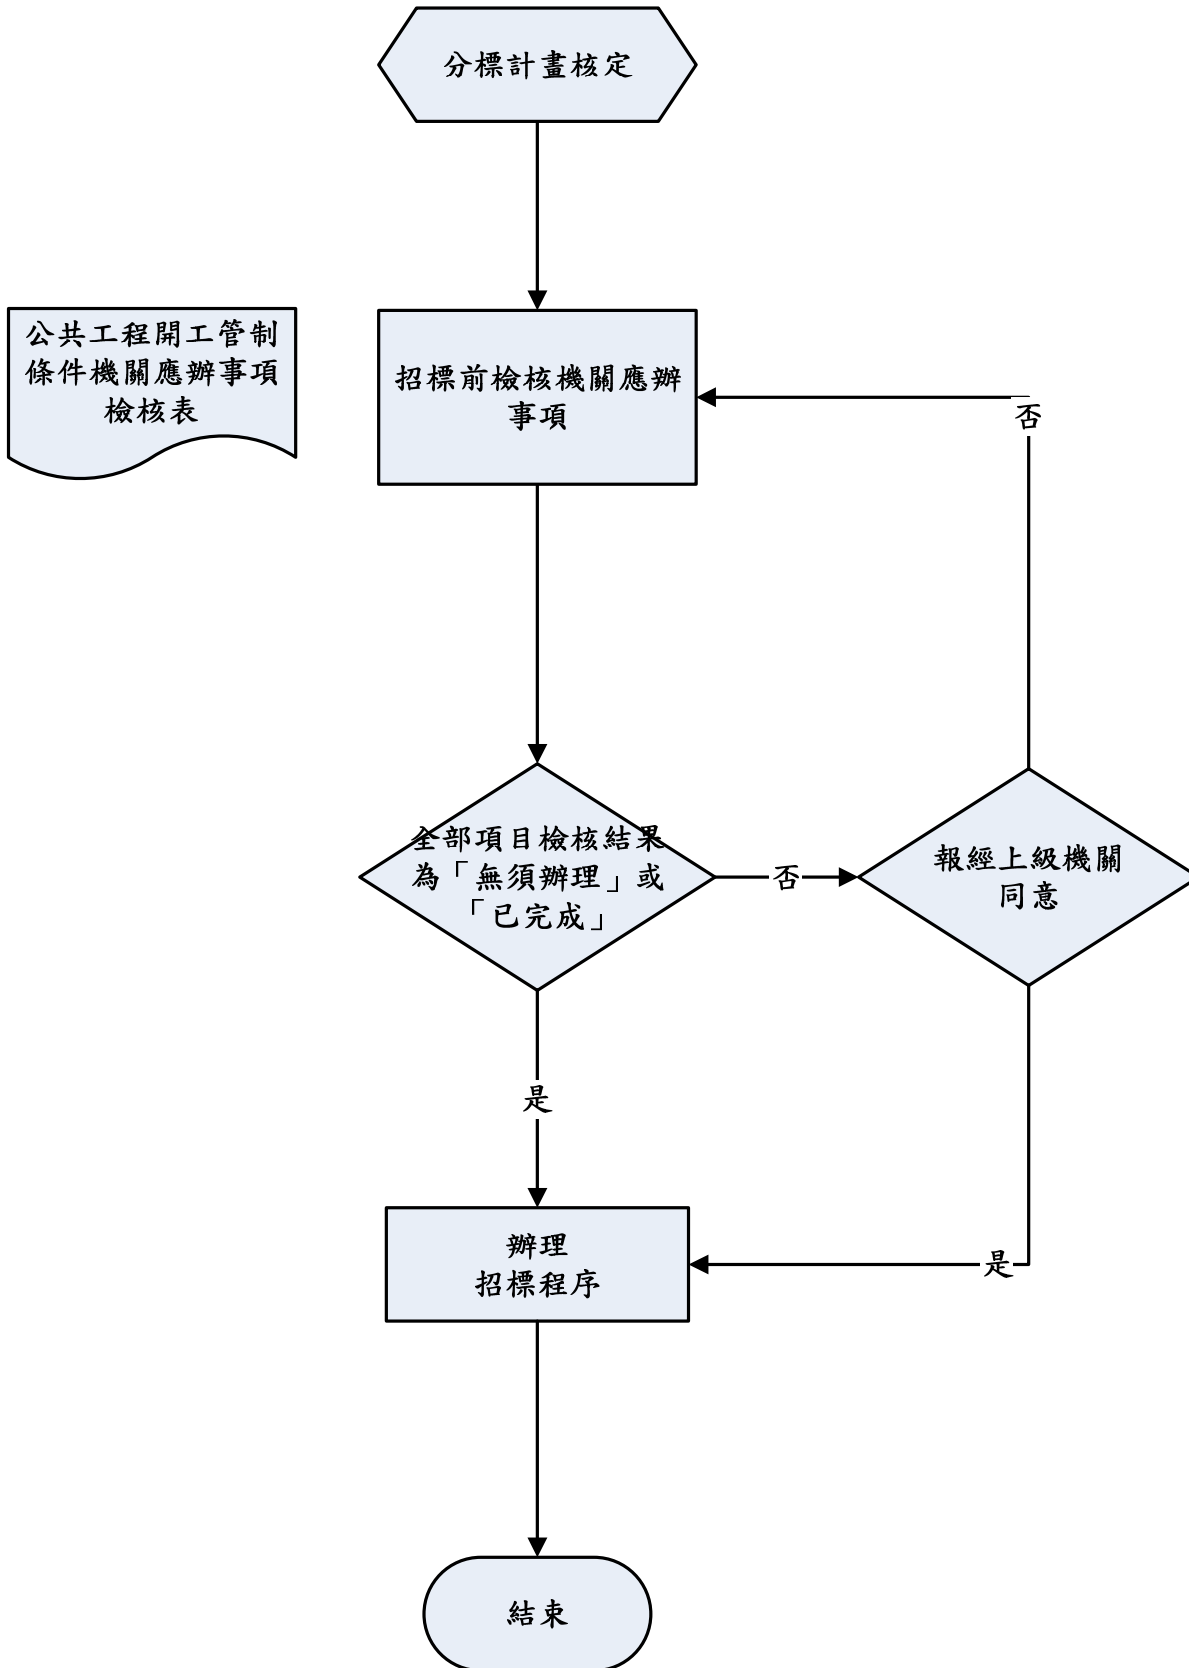 分標計畫核定
公共工程開工管制
條件機關應辦事項
檢核表
招標前檢核機關應辦
事項
否
全部項目檢核結果
為「無須辦理」或
「已完成」
否
報經上級機關
同意
是
辦理
招標程序
是
結束